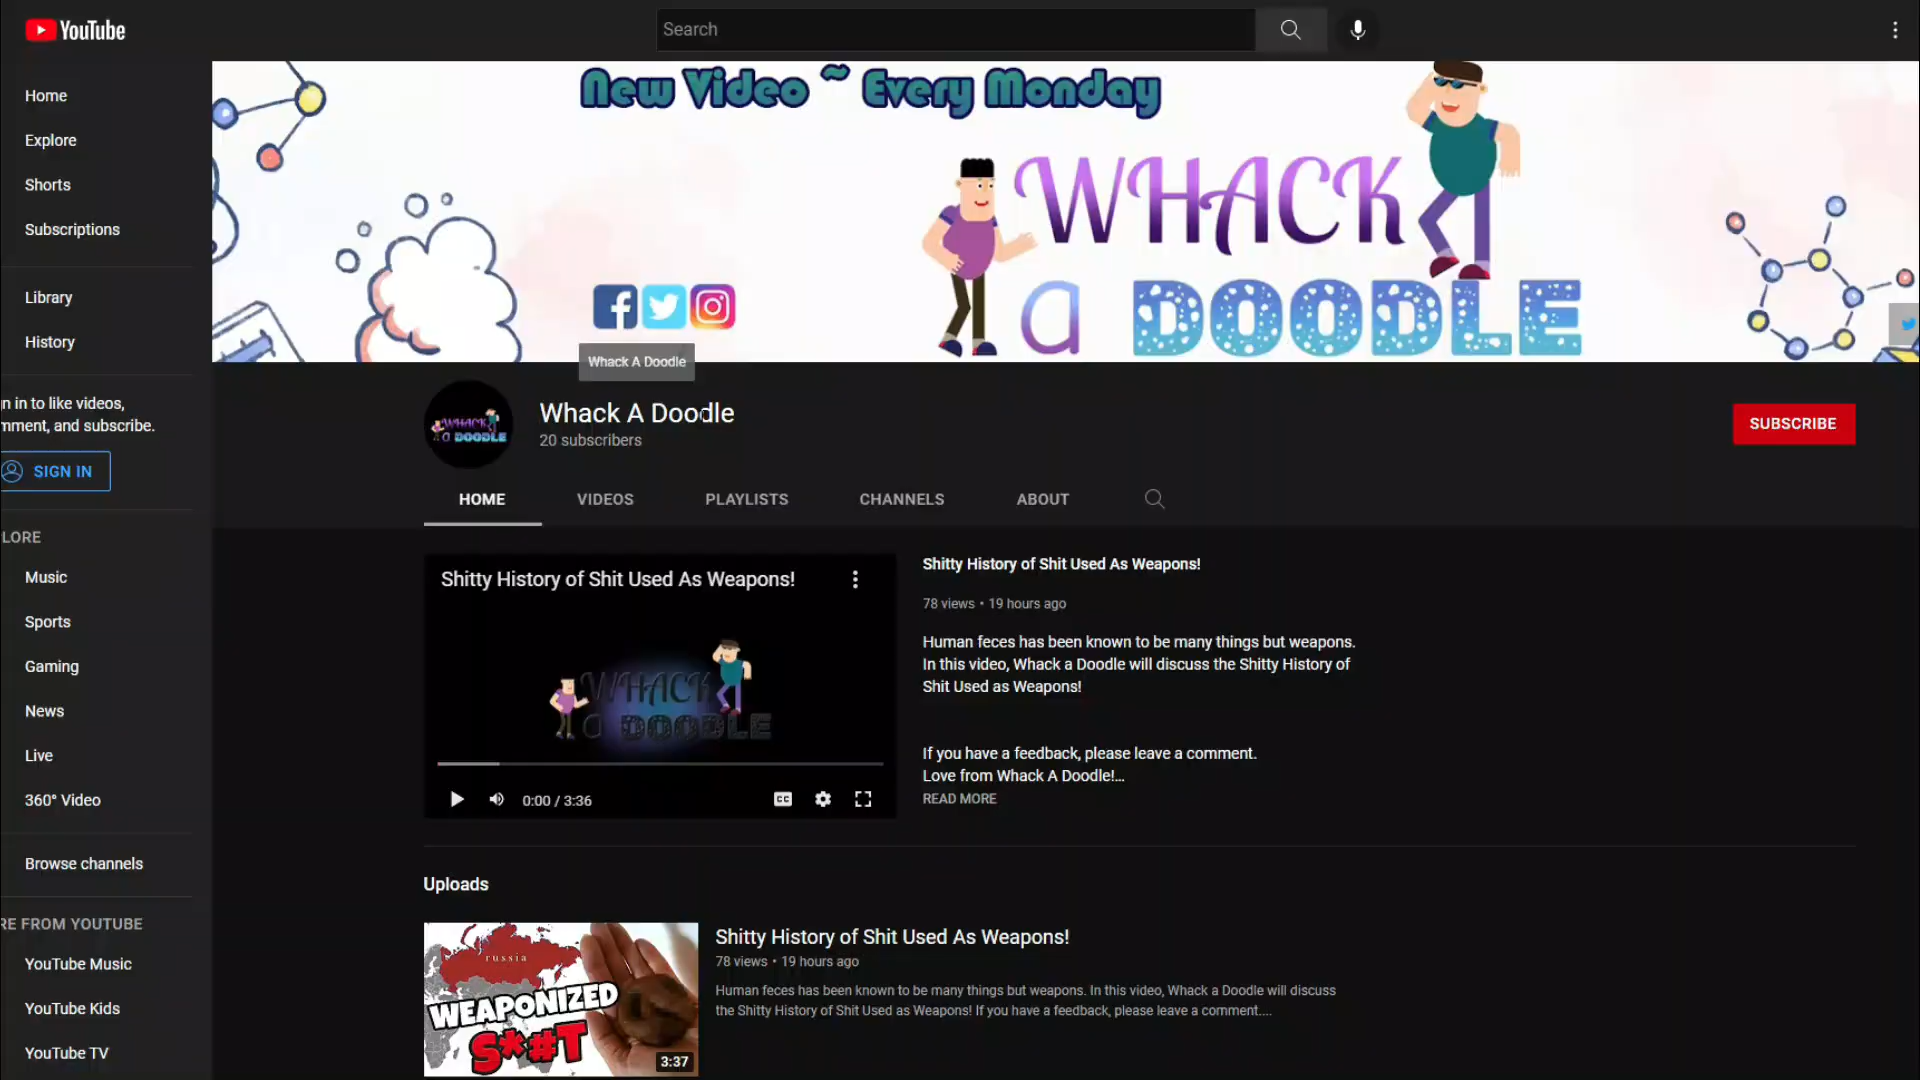 YouTube
Search
Home
Explore
Shorts
Subscriptions
Library
History
n in to like videos,
mment, and subscribe.
SIGN IN
LORE
Music
Sports
Gaming
News
Live
360° Video
Browse channels
RE FROM YOUTUBE
YouTube Music
YouTube Kids
YouTube TV
New Video ~ Every Monday
WHACK
a DOODLE
Whack A Doodle
WHACK
a DOODLE
Whack A Doodle
20 subscribers
SUBSCRIBE
HOME
VIDEOS
PLAYLISTS
CHANNELS
ABOUT
Shitty History of Shit Used As Weapons!
WHACK
a DOODLE
0:00 / 3:36
CC
Shitty History of Shit Used As Weapons!
78 views • 19 hours ago
Human feces has been known to be many things but weapons.
In this video, Whack a Doodle will discuss the Shitty History of
Shit Used as Weapons!
If you have a feedback, please leave a comment.
Love from Whack A Doodle!...
READ MORE
Uploads
russia
WEAPONIZED
S*#T
3:37
Shitty History of Shit Used As Weapons!
78 views • 19 hours ago
Human feces has been known to be many things but weapons. In this video, Whack a Doodle will discuss
the Shitty History of Shit Used as Weapons! If you have a feedback, please leave a comment....